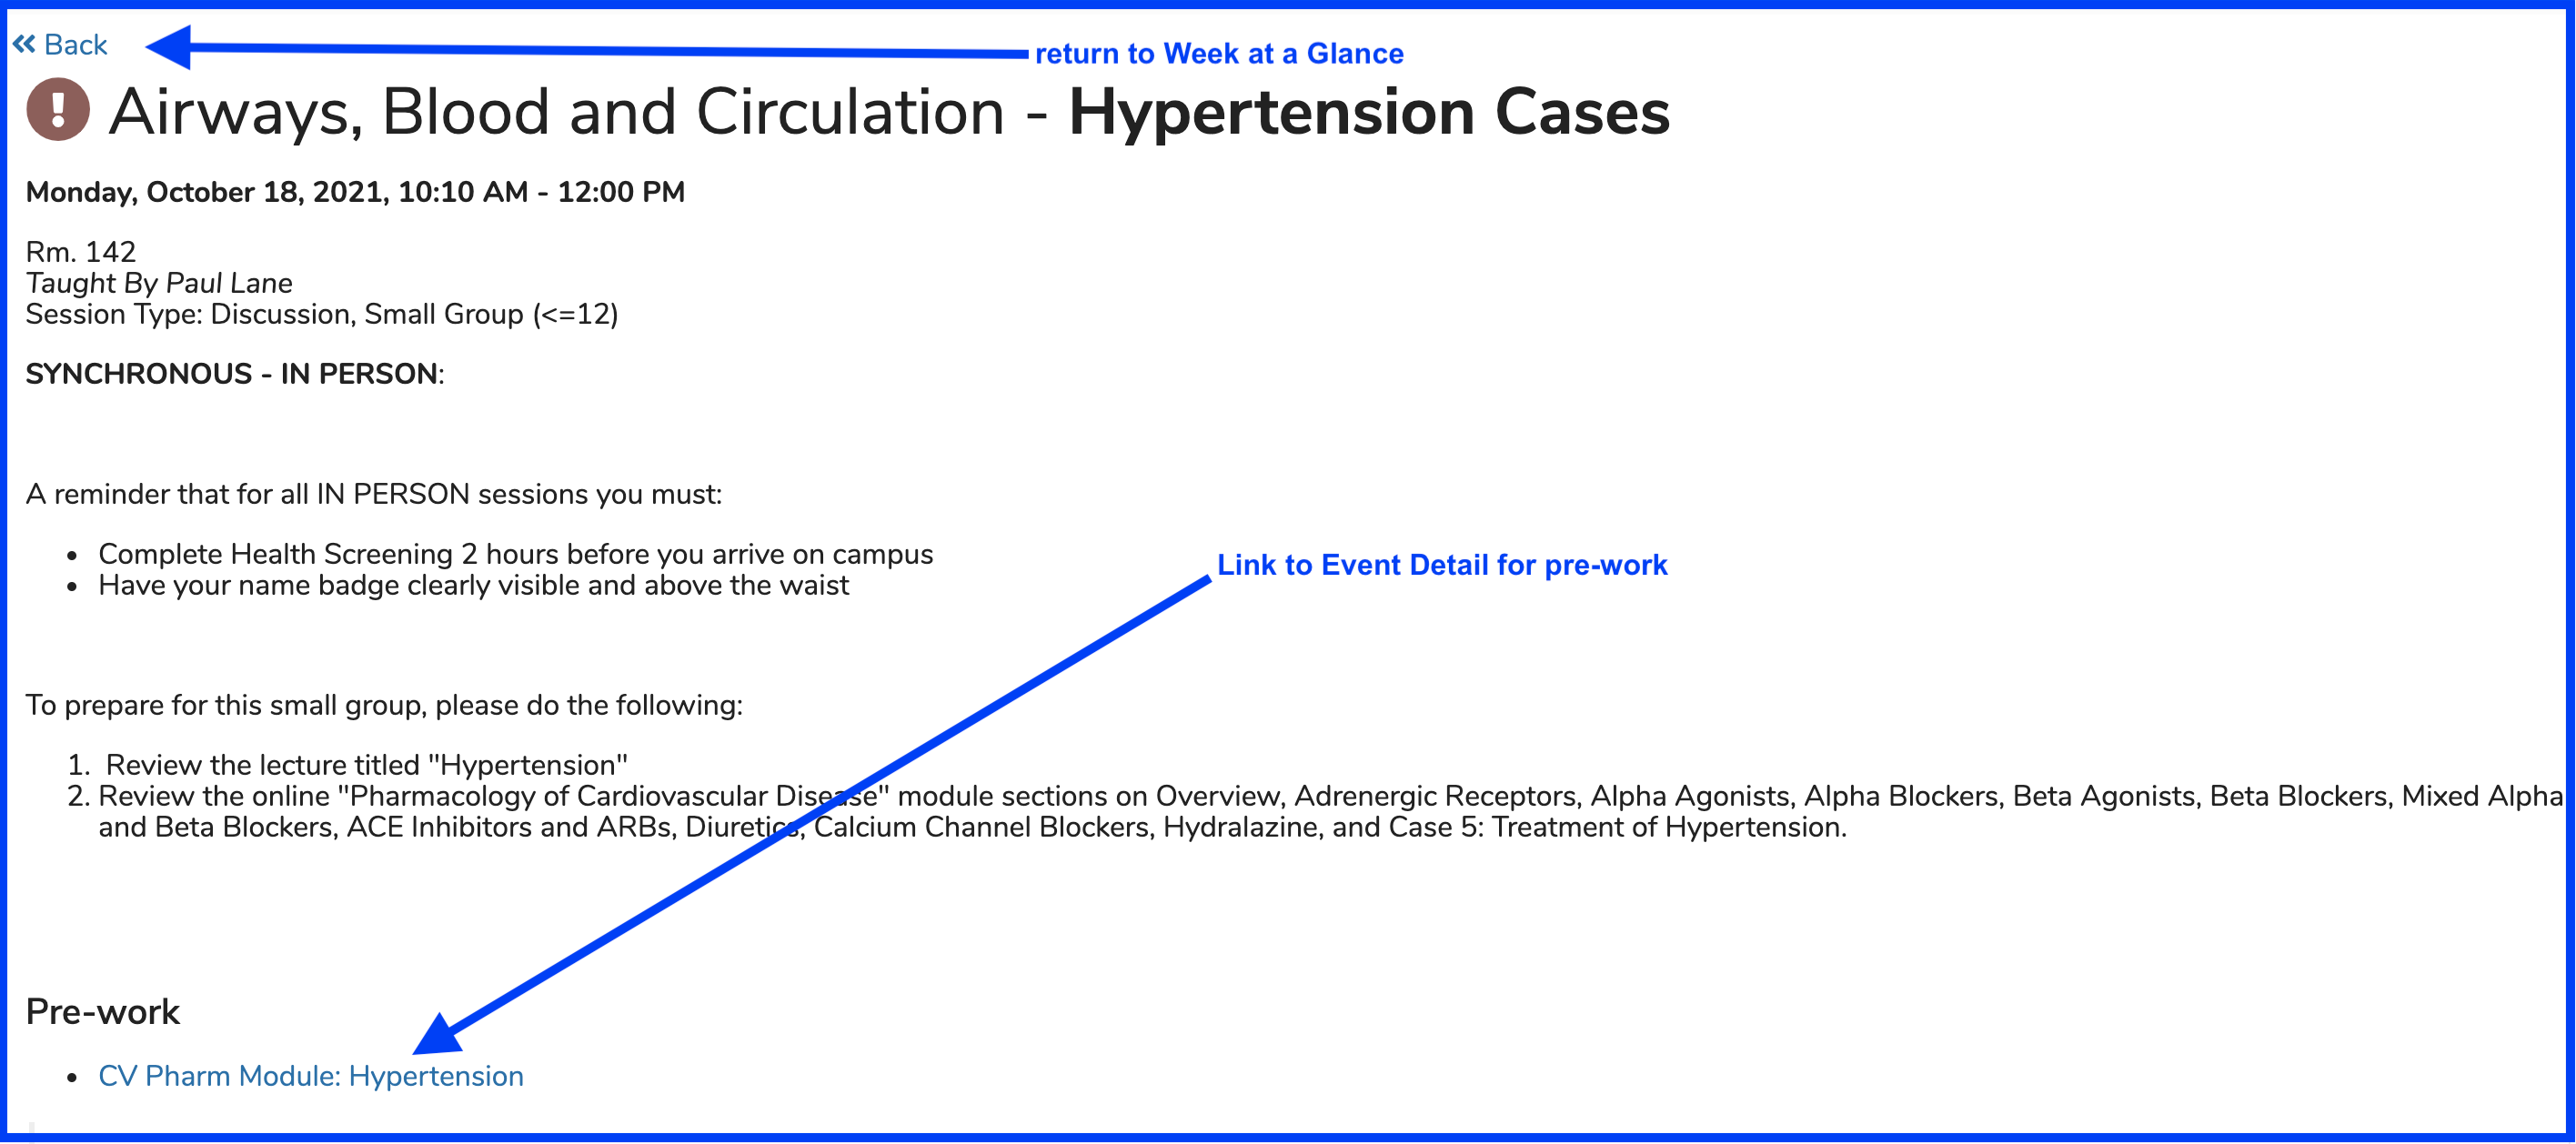 « Back
return to Week at a Glance
! Airways, Blood and Circulation - Hypertension Cases
Monday, October 18, 2021, 10:10 AM - 12:00 PM
Rm. 142
Taught By Paul Lane
Session Type: Discussion, Small Group (<=12)
SYNCHRONOUS - IN PERSON:
A reminder that for all IN PERSON sessions you must:
• Complete Health Screening 2 hours before you arrive on campus
• Have your name badge clearly visible and above the waist
Link to Event Detail for pre-work
To prepare for this small group, please do the following:
1. Review the lecture titled "Hypertension"
2. Review the online "Pharmacology of Cardiovascular Disease" module sections on Overview, Adrenergic Receptors, Alpha Agonists, Alpha Blockers, Beta Agonists, Beta Blockers, Mixed Alpha
and Beta Blockers, ACE Inhibitors and ARBs, Diuretics, Calcium Channel Blockers, Hydralazine, and Case 5: Treatment of Hypertension.
Pre-work
• CV Pharm Module: Hypertension